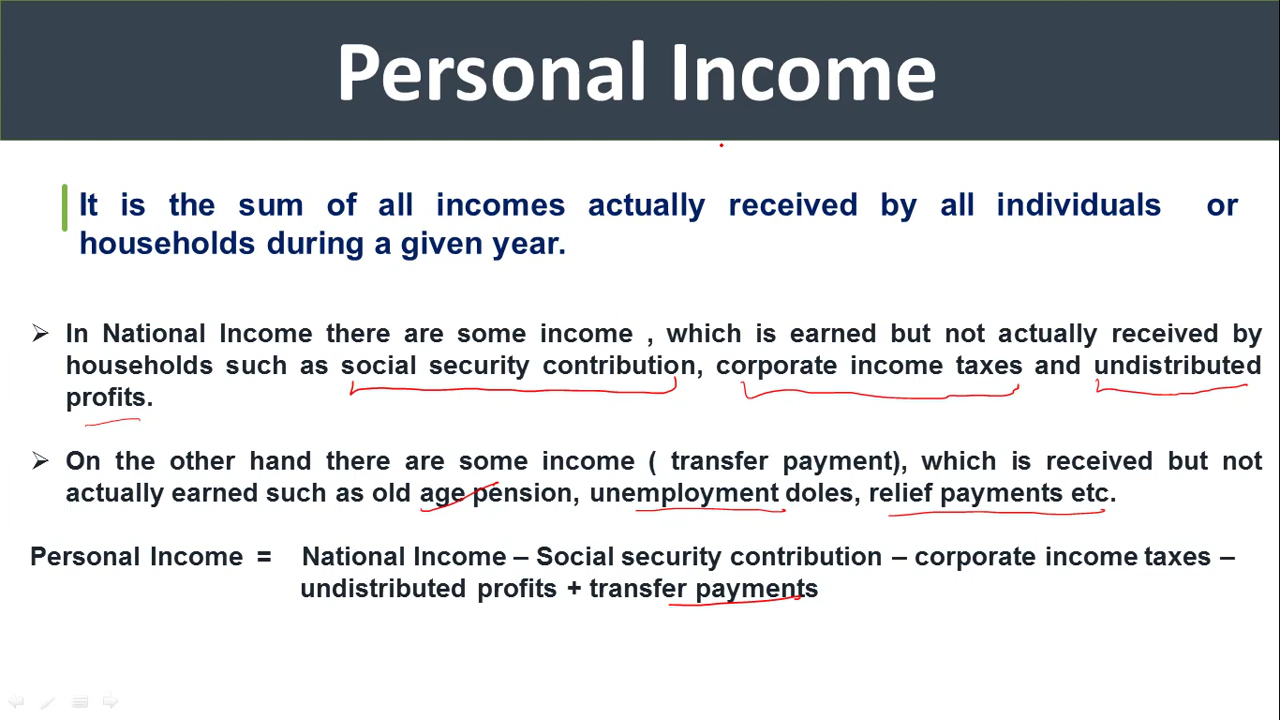 Personal Income
It is the sum of all incomes actually received by all individuals or
households during a given year.
In National Income there are some income , which is earned but not actually received by
households such as social security contribution, corporate income taxes and undistributed
profits.
On the other hand there are some income ( transfer payment), which is received but not
actually earned such as old age pension, unemployment doles, relief payments etc.
Personal Income = National Income – Social security contribution – corporate income taxes –
undistributed profits + transfer payments